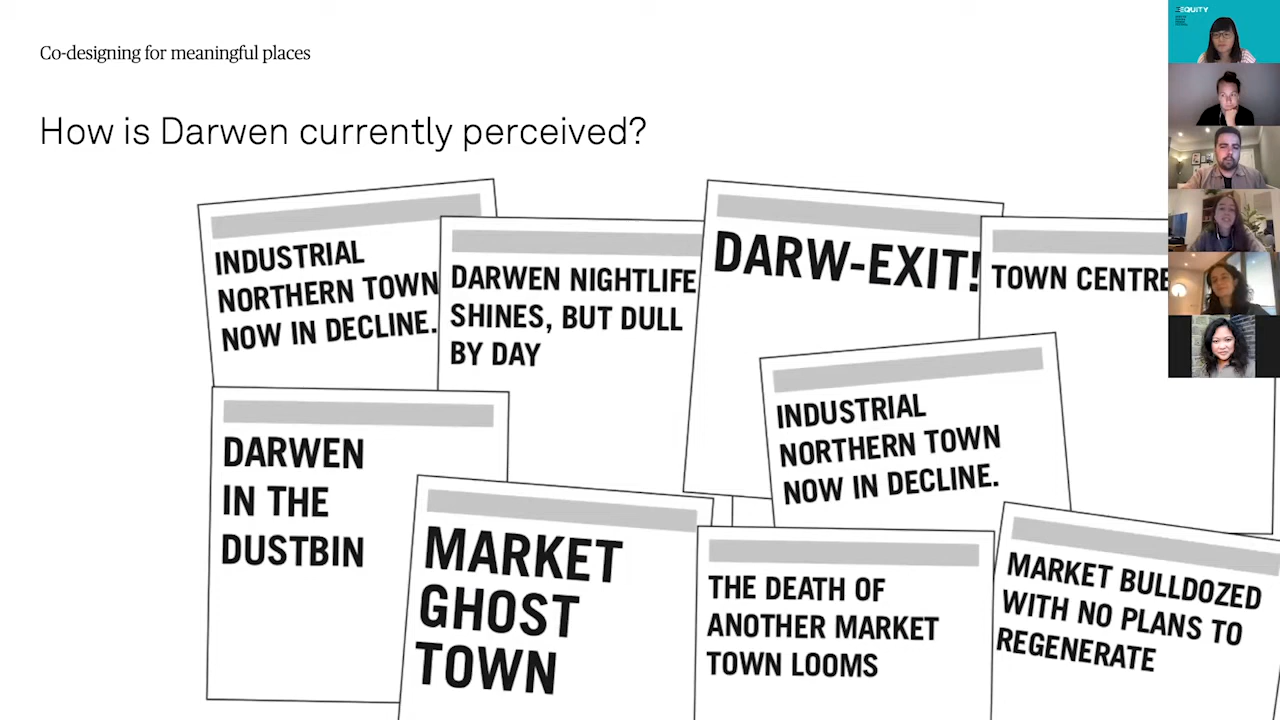 Co-designing for meaningful places
How is Darwen currently perceived?
INDUSTRIAL
NORTHERN TOWN
NOW IN DECLINE.
DARWEN NIGHTLIFE
SHINES, BUT DULL
BY DAY
DARW-EXIT!
TOWN CENTRE
INDUSTRIAL
NORTHERN TOWN
NOW IN DECLINE.
DARWEN
IN THE
DUSTBIN
MARKET
GHOST
TOWN
THE DEATH OF
ANOTHER MARKET
TOWN LOOMS
MARKET BULLDOZED
WITH NO PLANS TO
REGENERATE
EQUITY